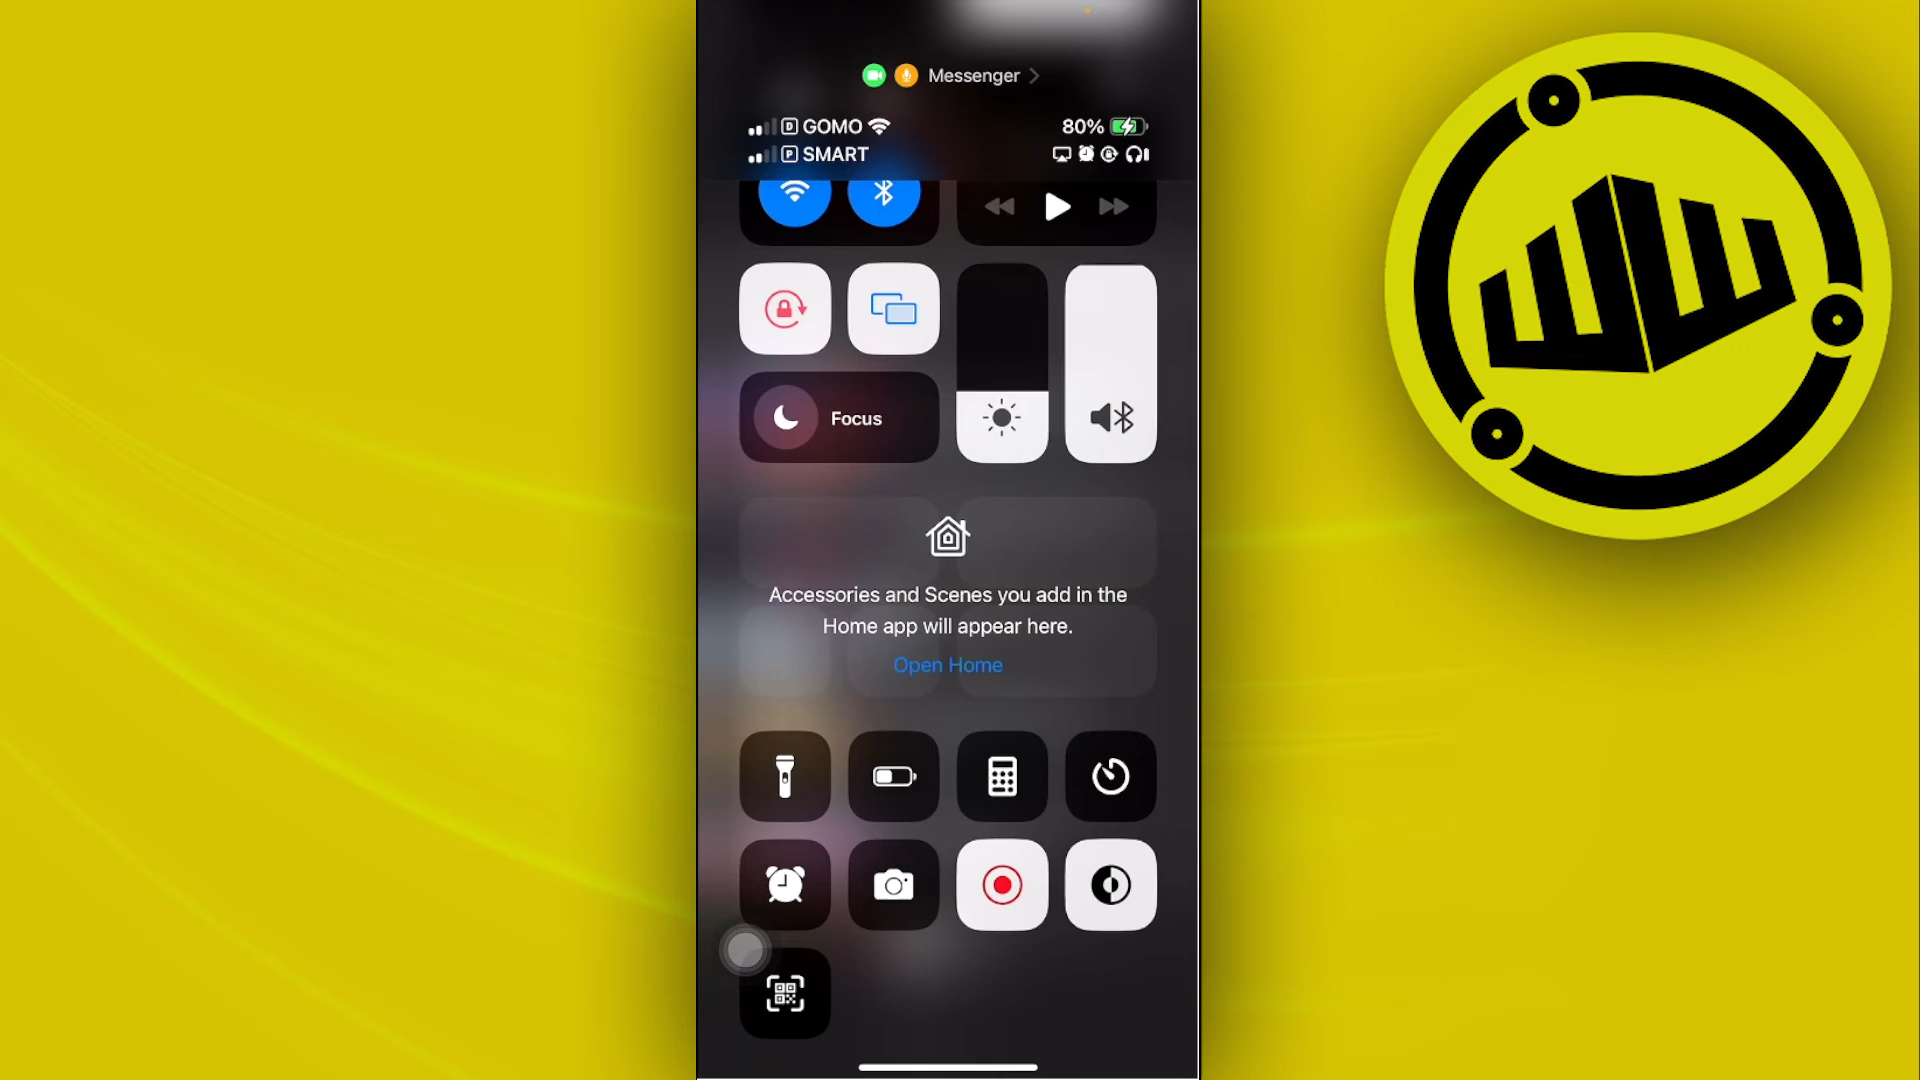 Messenger
GOMO 80%
SMART
Focus
Accessories and Scenes you add in the
Home app will appear here.
Open Home